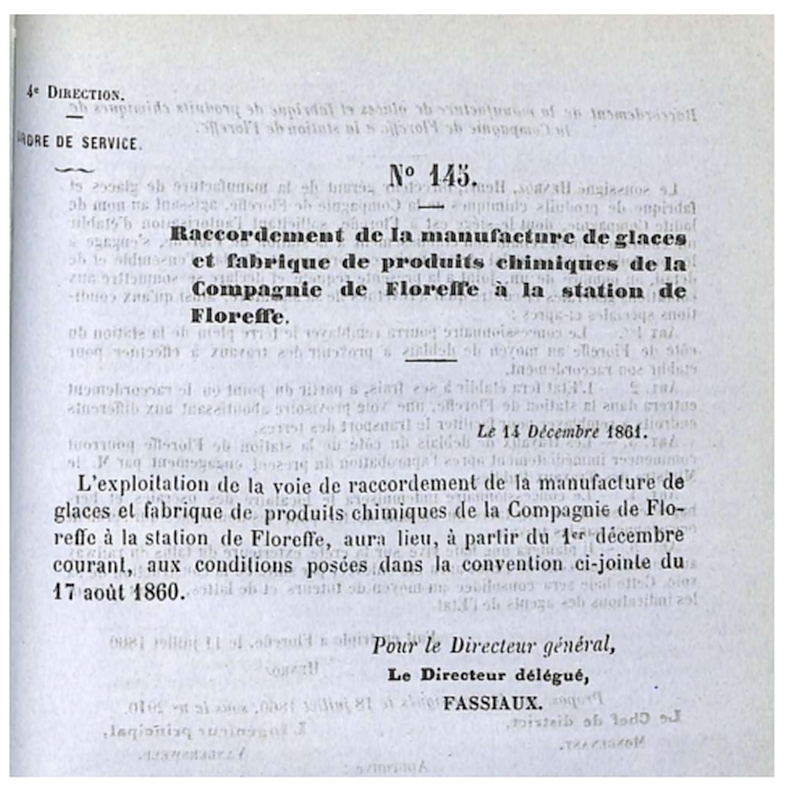 4e DIRECTION.
ORDRE DE SERVICE.
No 145.
Raccordement de la manufacture de glaces
et fabrique de produits chimiques de la
Compagnie de Floreffe à la station de
Floreffe.
Le 14 Décembre 1861.
L'exploitation de la voie de raccordement de la manufacture de
glaces et fabrique de produits chimiques de la Compagnie de Flo-
reffe à la station de Floreffe, aura lieu, à partir du 1er décembre
courant, aux conditions posées dans la convention ci-jointe du
17 août 1860.
Pour le Directeur général,
Le Directeur délégué,
FASSIAUX.